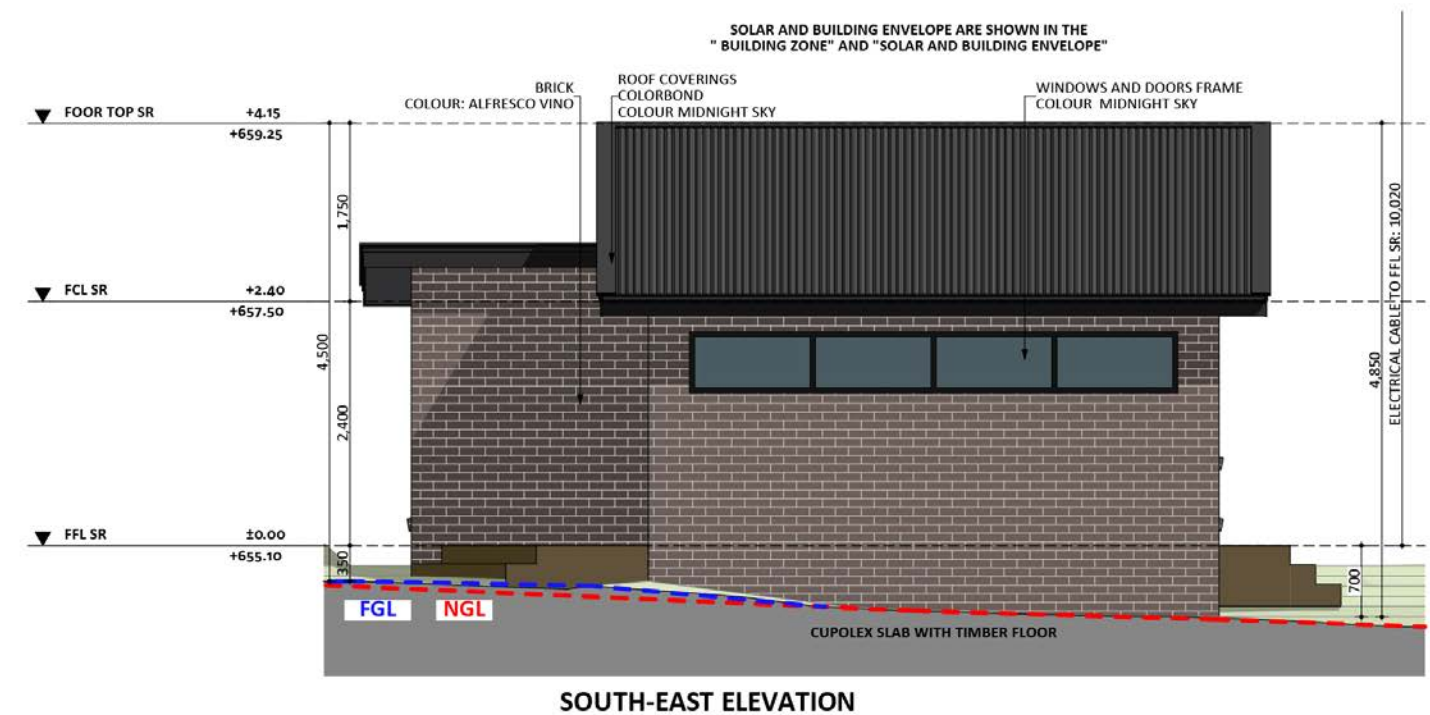 SOLAR AND BUILDING ENVELOPE ARE SHOWN IN THE
" BUILDING ZONE" AND "SOLAR AND BUILDING ENVELOPE"
BRICK
COLOUR: ALFRESCO VINO
ROOF COVERINGS
COLORBOND
COLOUR MIDNIGHT SKY
WINDOWS AND DOORS FRAME
COLOUR MIDNIGHT SKY
FOOR TOP SR +4.15
+659.25
FCL SR +2.40
+657.50
FFL SR ±0.00
+655.10
4,500
1,750
2,400
350
4,850
700
ELECTRICAL CABLE TO FFL SR: 10,020
FGL
NGL
CUPOLEX SLAB WITH TIMBER FLOOR
SOUTH-EAST ELEVATION